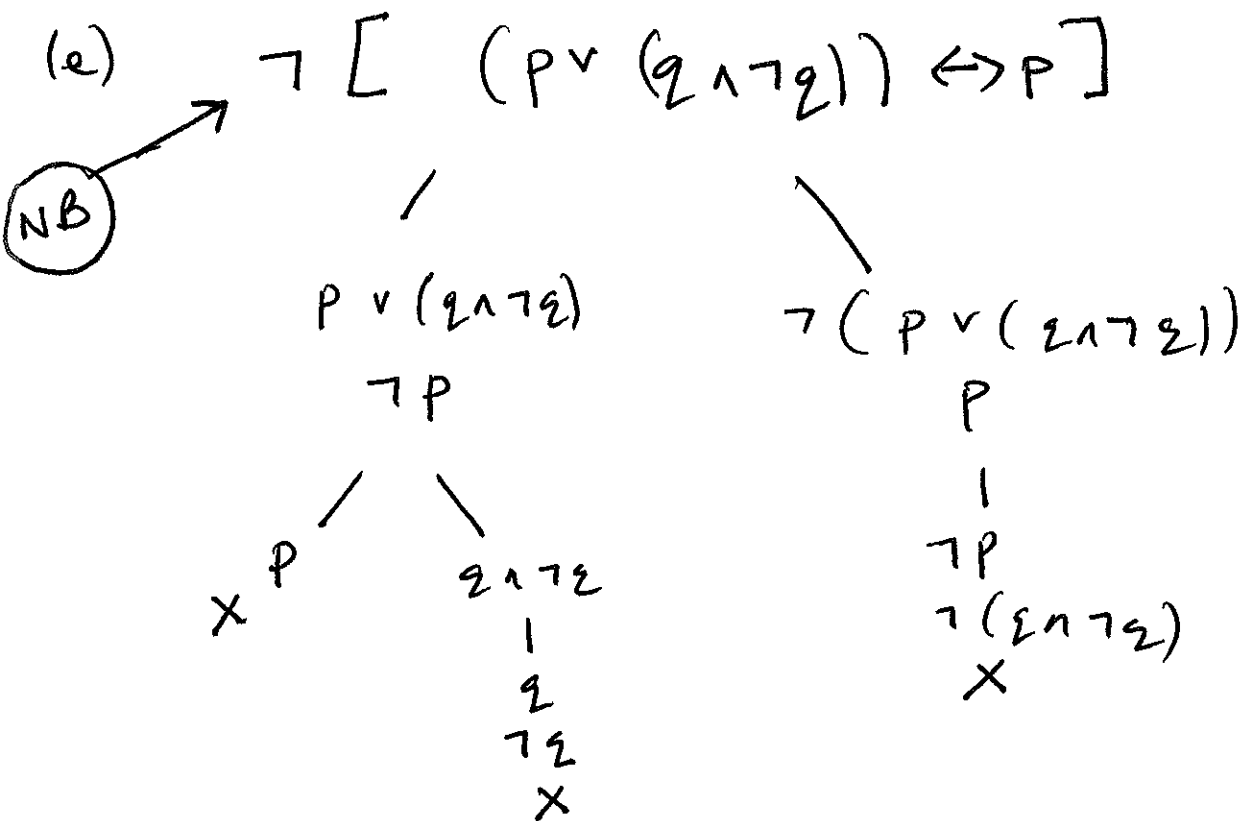 (e) ¬[ (p ∨ (q ∧ ¬q)) ↔ p ]
NB
p ∨ (q ∧ ¬q) ¬(p ∨ (q ∧ ¬q))
¬p p
p q ∧ ¬q ¬p
x ¬(q ∧ ¬q)
q x
¬q
x